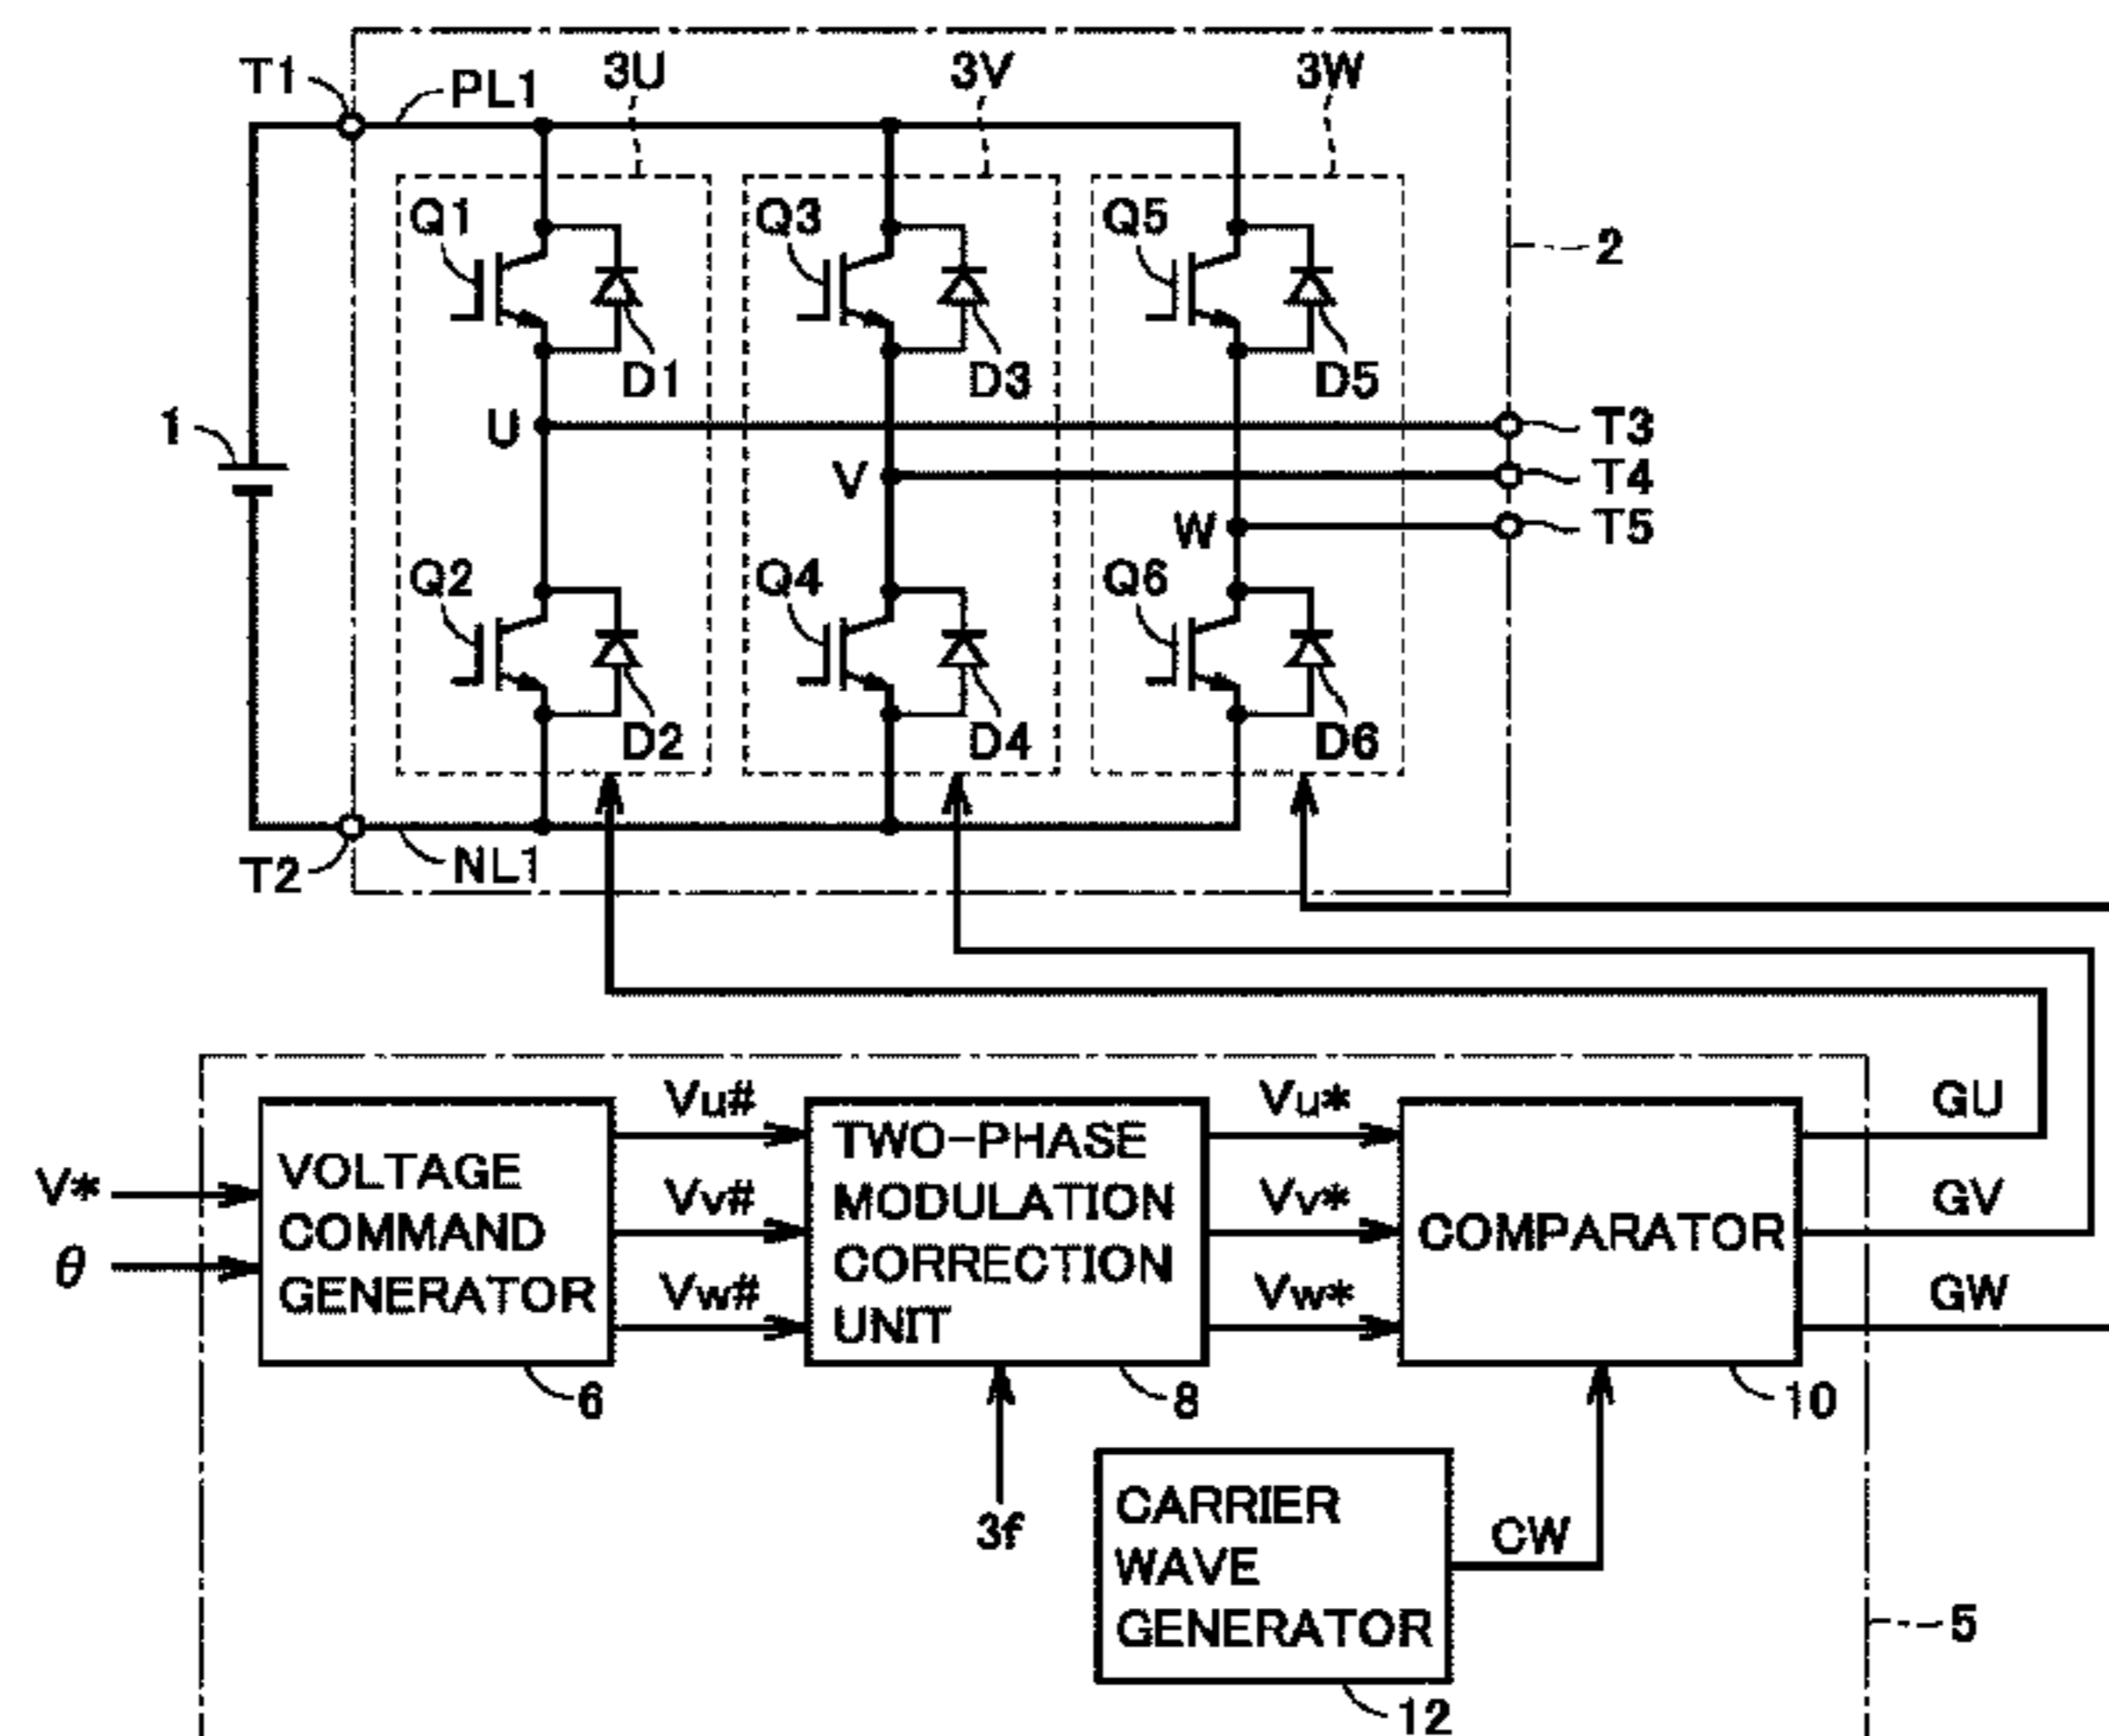 T1
PL1
3U
3V
3W
Q1
Q3
Q5
2
D1
D3
D5
1
U
T3
V
T4
W
T5
Q2
Q4
Q6
D2
D4
D6
T2
NL1
V*
θ
VOLTAGE
COMMAND
GENERATOR
6
Vu#
Vv#
Vw#
TWO-PHASE
MODULATION
CORRECTION
UNIT
8
3f
Vu*
Vv*
Vw*
COMPARATOR
10
GU
GV
GW
CARRIER
WAVE
GENERATOR
12
CW
5